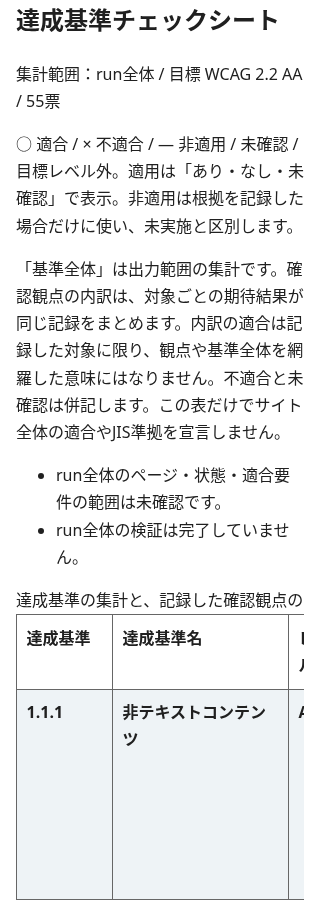 達成基準チェックシート
集計範囲：run全体 / 目標 WCAG 2.2 AA
/ 55票
○ 適合 / × 不適合 / — 非適用 / 未確認 /
目標レベル外。適用は「あり・なし・未
確認」で表示。非適用は根拠を記録した
場合だけに使い、未実施と区別します。
「基準全体」は出力範囲の集計です。確
認観点の内訳は、対象ごとの期待結果が
同じ記録をまとめます。内訳の適合は記
録した対象に限り、観点や基準全体を網
羅した意味にはなりません。不適合と未
確認は併記します。この表だけでサイト
全体の適合やJIS準拠を宣言しません。
• run全体のページ・状態・適合要
件の範囲は未確認です。
• run全体の検証は完了していませ
ん。
達成基準の集計と、記録した確認観点の
達成基準 達成基準名
1.1.1 非テキストコンテン
ツ